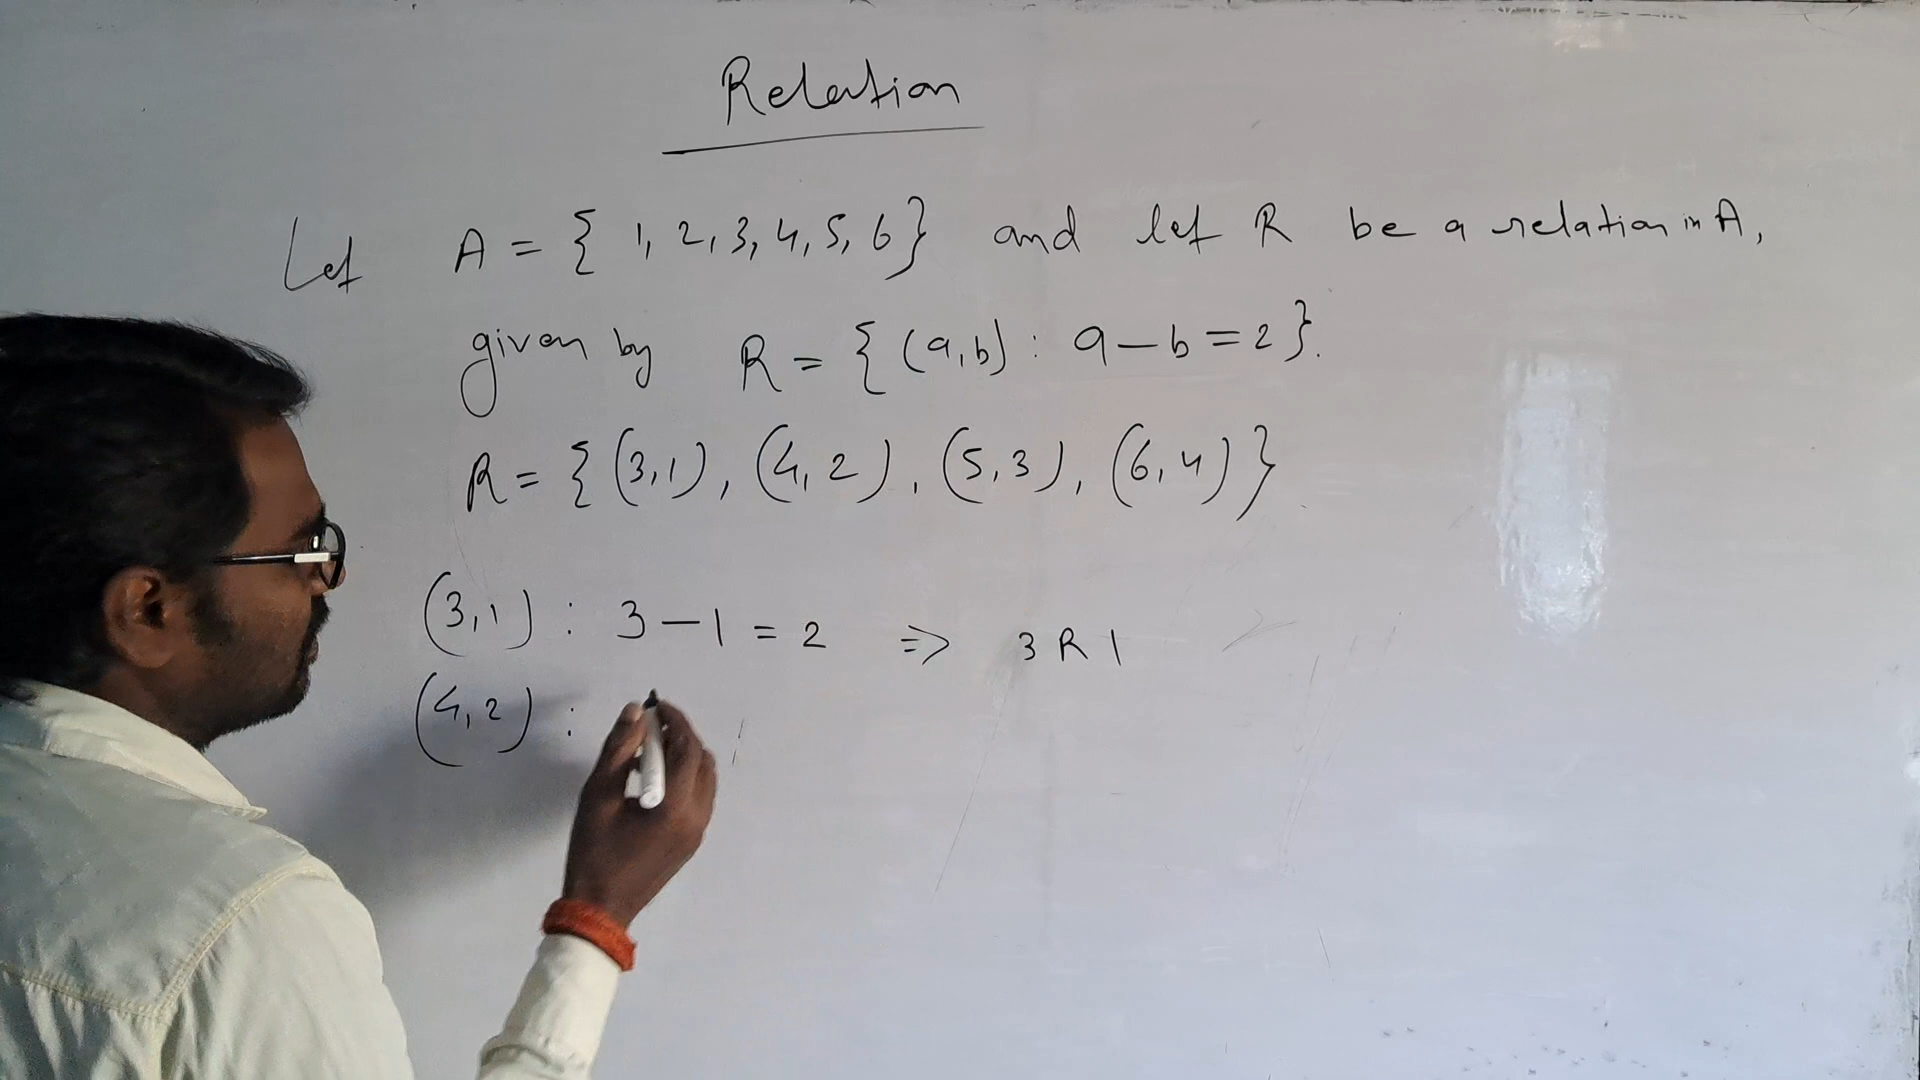 Relation
Let A = { 1, 2, 3, 4, 5, 6 } and let R be a relation in A,
given by R = { (a,b) : a - b = 2 }.
R = { (3,1), (4,2), (5,3), (6,4) }
(3,1) : 3 - 1 = 2 => 3 R 1
(4,2) :